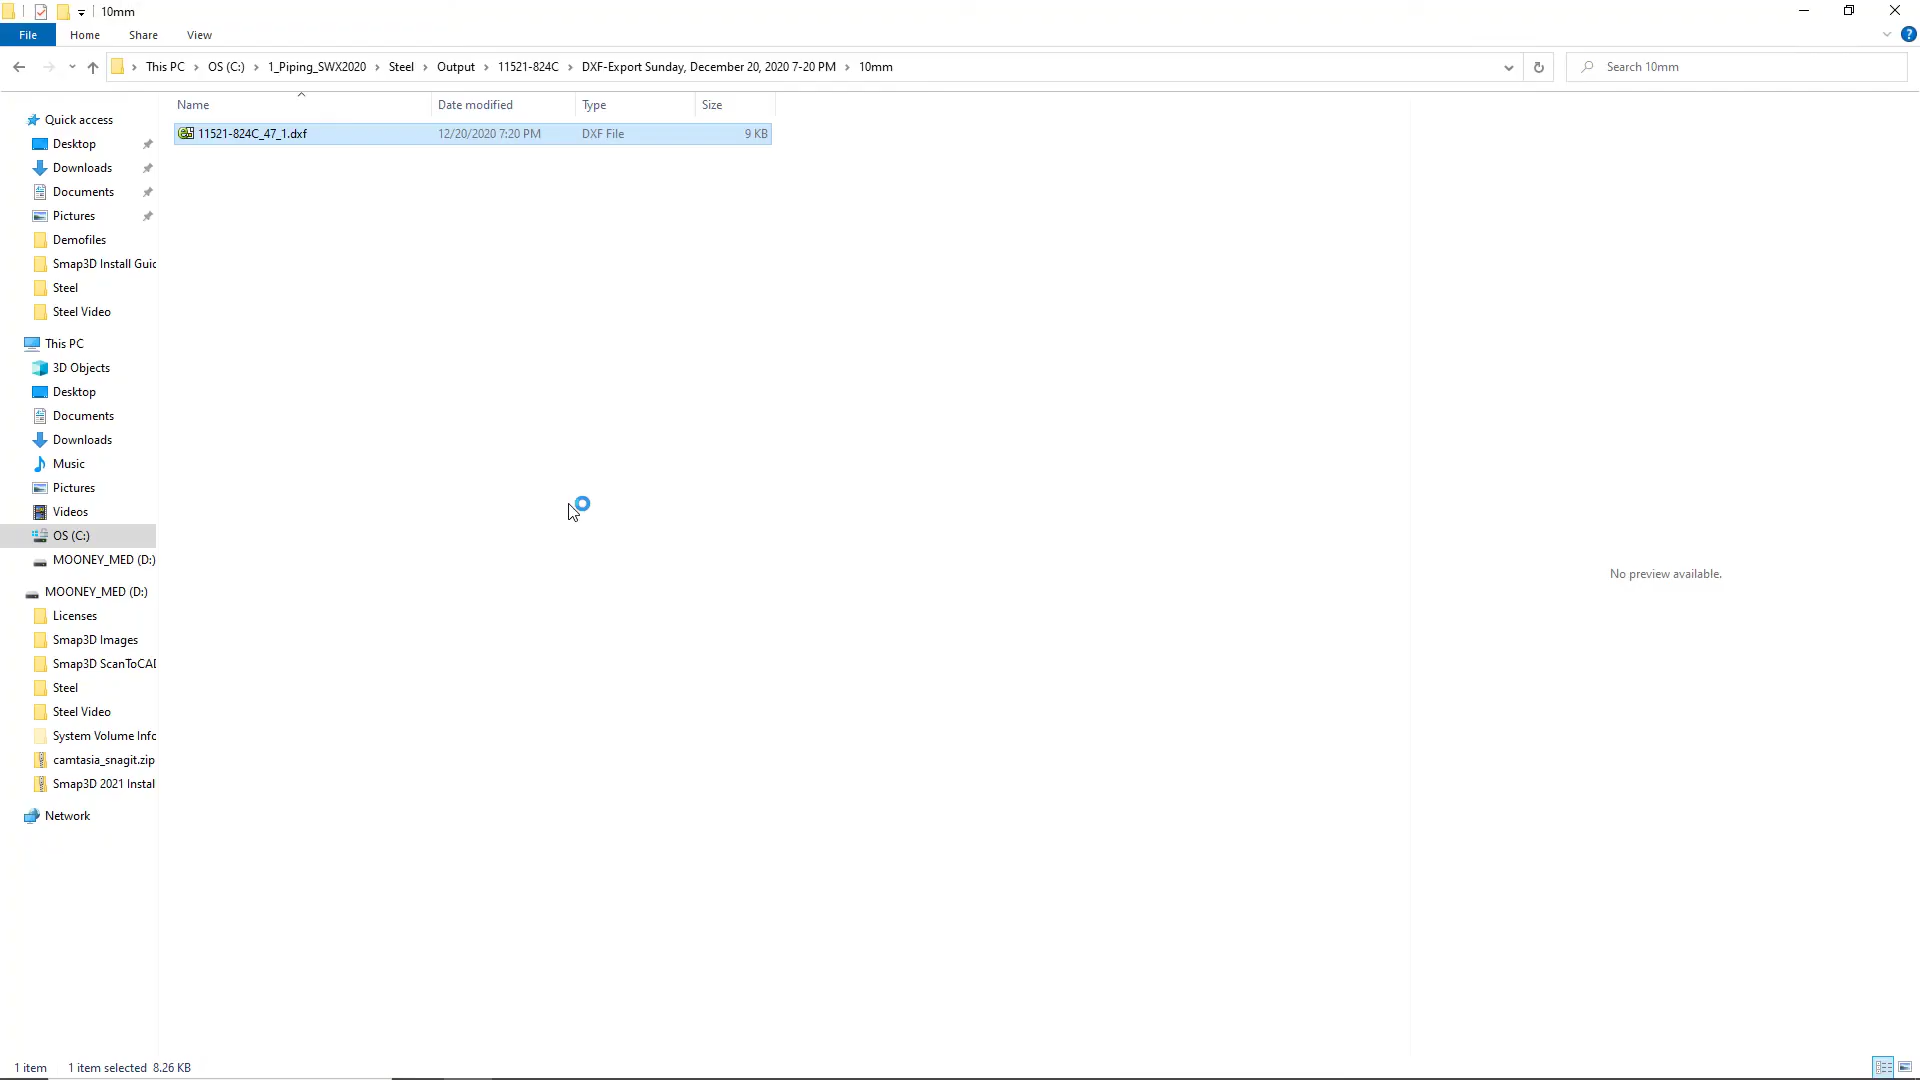 10mm
File Home Share View ?
This PC > OS (C:) > 1_Piping_SWX2020 > Steel > Output > 11521-824C > DXF-Export Sunday, December 20, 2020 7-20 PM > 10mm
Search 10mm
Name Date modified Type Size
11521-824C_47_1.dxf 12/20/2020 7:20 PM DXF File 9 KB
Quick access
Desktop
Downloads
Documents
Pictures
Demofiles
Smap3D Install Guic
Steel
Steel Video
This PC
3D Objects
Desktop
Documents
Downloads
Music
Pictures
Videos
OS (C:)
MOONEY_MED (D:)
MOONEY_MED (D:)
Licenses
Smap3D Images
Smap3D ScanToCAD
Steel
Steel Video
System Volume Info
camtasia_snagit.zip
Smap3D 2021 Instal
Network
No preview available.
1 item 1 item selected 8.26 KB